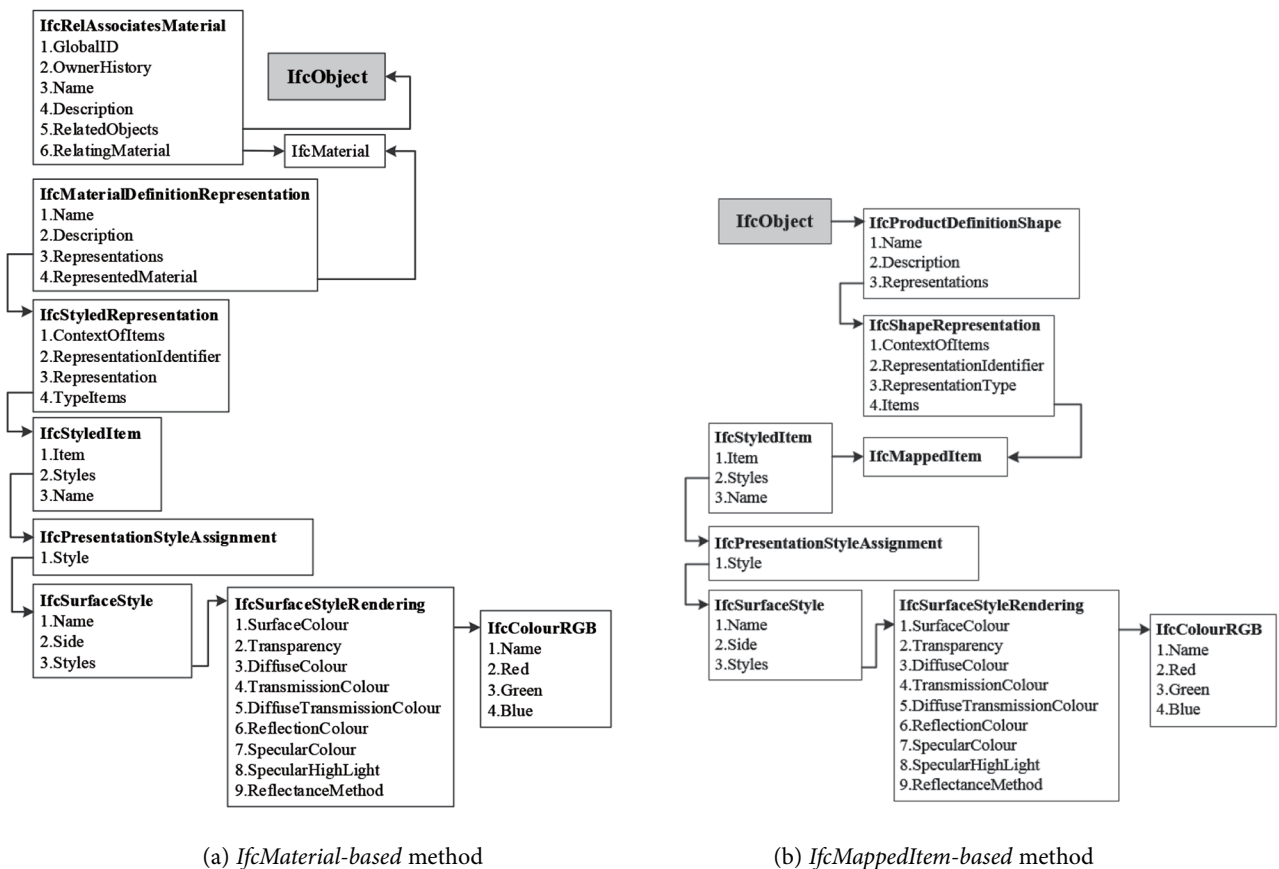 IfcRelAssociatesMaterial
1.GlobalID
2.OwnerHistory
3.Name
4.Description
5.RelatedObjects
6.RelatingMaterial
IfcObject
IfcMaterial
IfcMaterialDefinitionRepresentation
1.Name
2.Description
3.Representations
4.RepresentedMaterial
IfcStyledRepresentation
1.ContextOfItems
2.RepresentationIdentifier
3.Representation
4.TypeItems
IfcStyledItem
1.Item
2.Styles
3.Name
IfcPresentationStyleAssignment
1.Style
IfcSurfaceStyle
1.Name
2.Side
3.Styles
IfcSurfaceStyleRendering
1.SurfaceColour
2.Transparency
3.DiffuseColour
4.TransmissionColour
5.DiffuseTransmissionColour
6.ReflectionColour
7.SpecularColour
8.SpecularHighLight
9.ReflectanceMethod
IfcColourRGB
1.Name
2.Red
3.Green
4.Blue
(a) IfcMaterial-based method
IfcObject
IfcProductDefinitionShape
1.Name
2.Description
3.Representations
IfcShapeRepresentation
1.ContextOfItems
2.RepresentationIdentifier
3.RepresentationType
4.Items
IfcStyledItem
1.Item
2.Styles
3.Name
IfcMappedItem
IfcPresentationStyleAssignment
1.Style
IfcSurfaceStyle
1.Name
2.Side
3.Styles
IfcSurfaceStyleRendering
1.SurfaceColour
2.Transparency
3.DiffuseColour
4.TransmissionColour
5.DiffuseTransmissionColour
6.ReflectionColour
7.SpecularColour
8.SpecularHighLight
9.ReflectanceMethod
IfcColourRGB
1.Name
2.Red
3.Green
4.Blue
(b) IfcMappedItem-based method